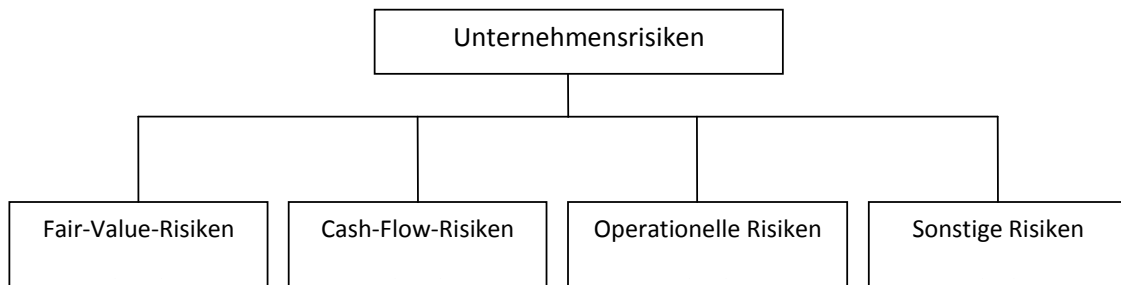 Unternehmensrisiken
Fair-Value-Risiken
Cash-Flow-Risiken
Operationelle Risiken
Sonstige Risiken